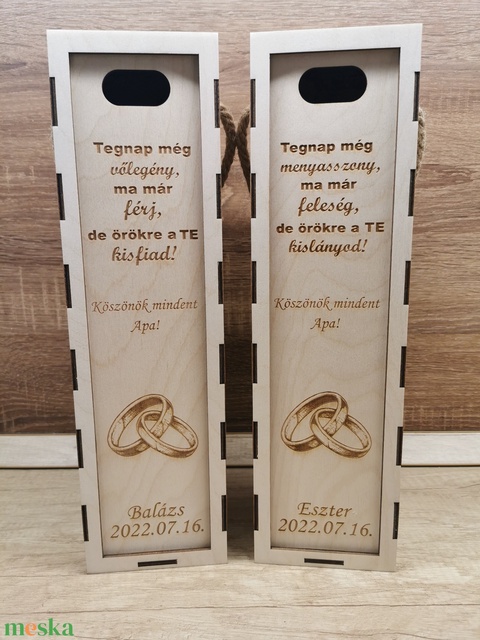 Tegnap még
vőlegény,
ma már
férj,
de örökre a TE
kisfiad!
Köszönök mindent
Apa!
Balázs
2022.07.16.
Tegnap még
menyasszony,
ma már
feleség,
de örökre a TE
kislányod!
Köszönök mindent
Apa!
Eszter
2022.07.16.
meska